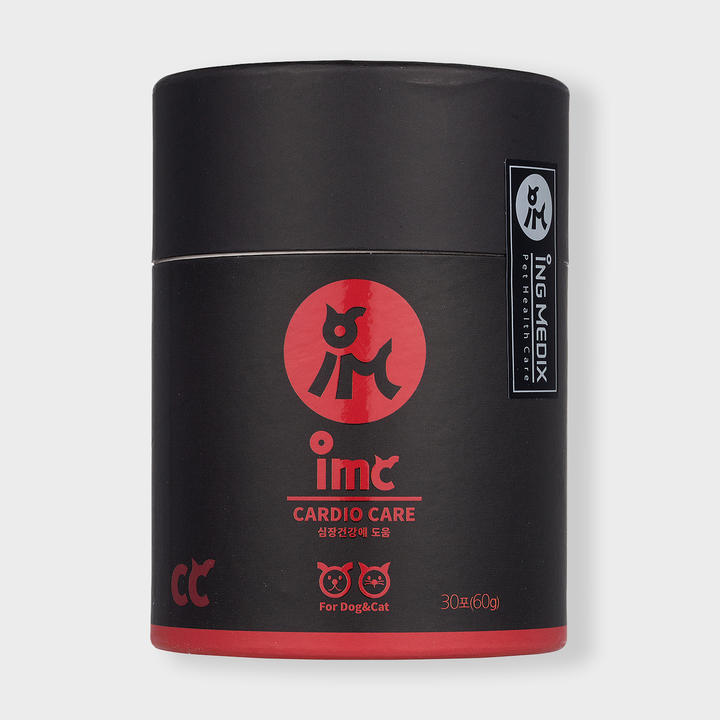 iNG MEDIX
Pet Health Care
imc
CARDIO CARE
심장건강에 도움
cc
For Dog&Cat
30포(60g)